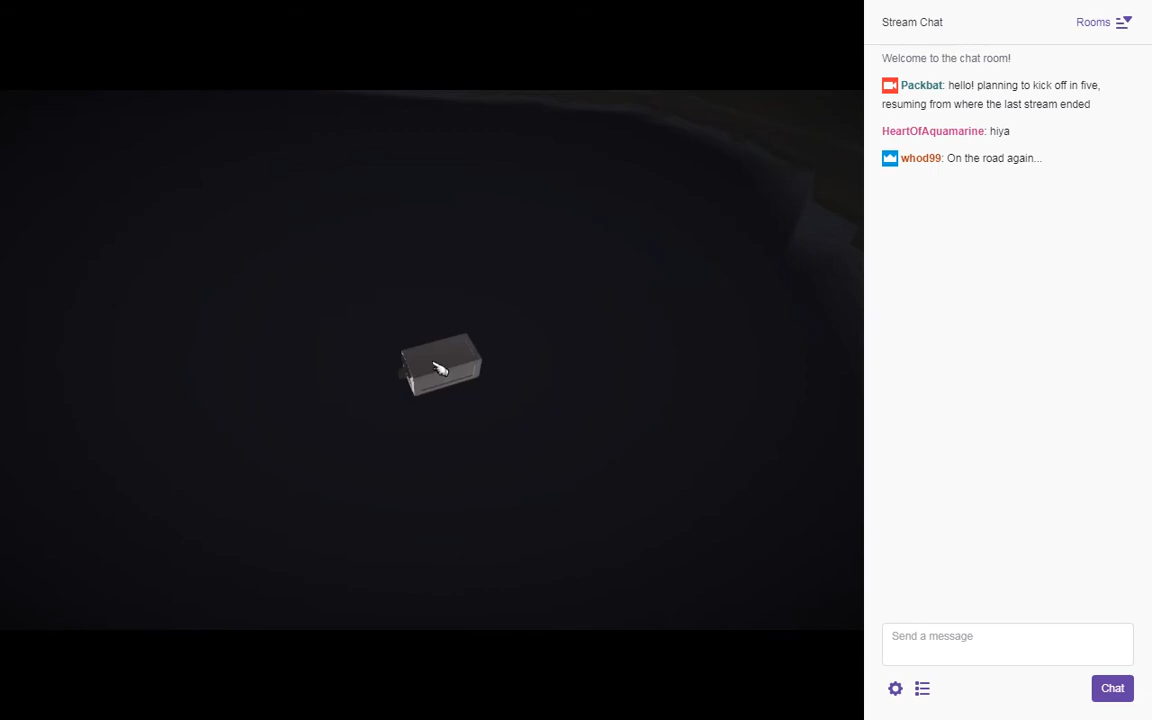 Stream Chat
Rooms
Welcome to the chat room!
Packbat: hello! planning to kick off in five,
resuming from where the last stream ended
HeartOfAquamarine: hiya
whod99: On the road again...
Send a message
Chat